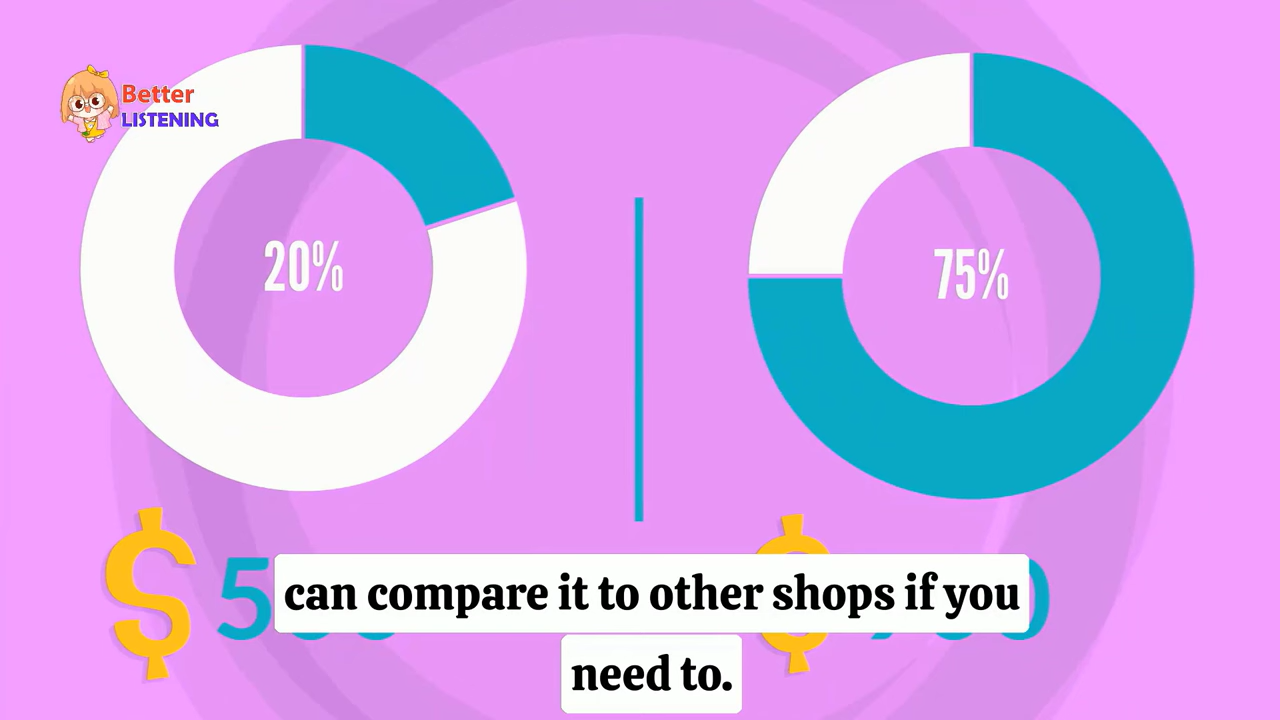 Better
LISTENING
20%
75%
$
$
can compare it to other shops if you
need to.